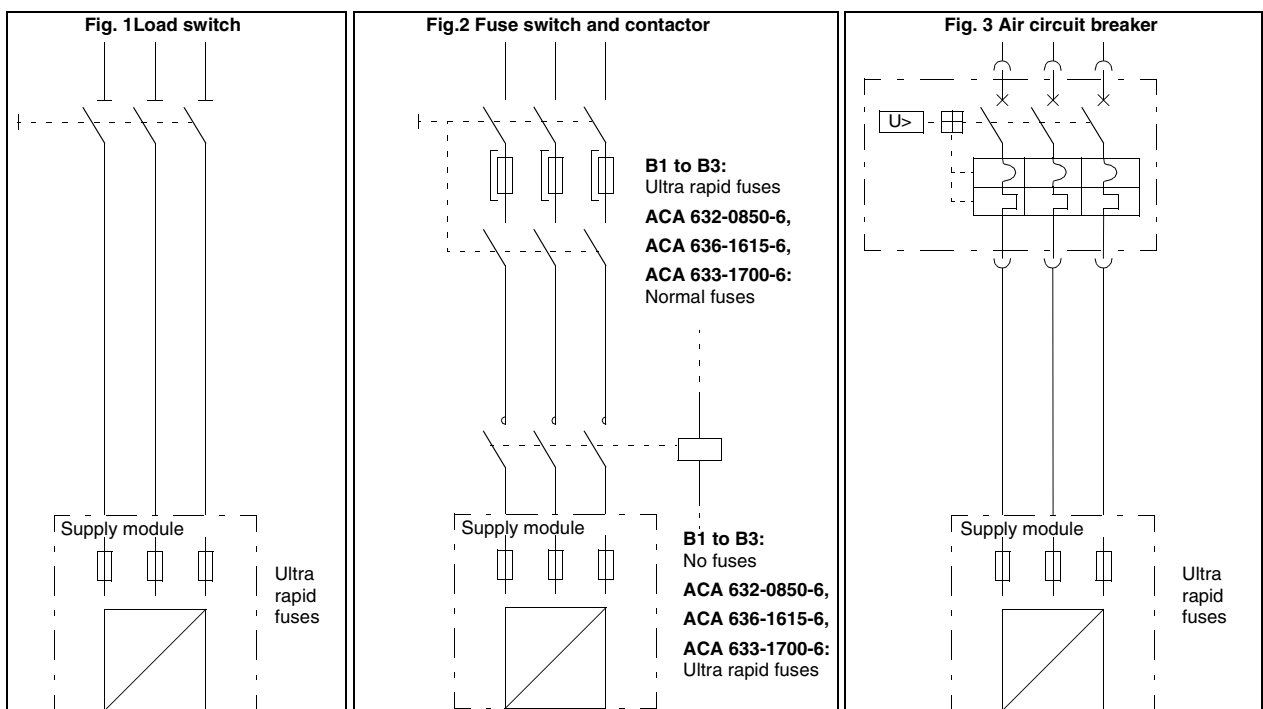 Fig. 1Load switch
Supply module
Ultra
rapid
fuses
Fig.2 Fuse switch and contactor
B1 to B3:
Ultra rapid fuses
ACA 632-0850-6,
ACA 636-1615-6,
ACA 633-1700-6:
Normal fuses
Supply module
B1 to B3:
No fuses
ACA 632-0850-6,
ACA 636-1615-6,
ACA 633-1700-6:
Ultra rapid fuses
Fig. 3 Air circuit breaker
U>
Supply module
Ultra
rapid
fuses